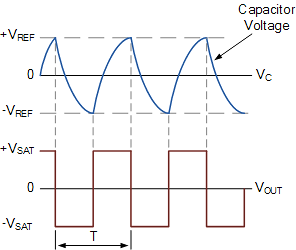 Capacitor
Voltage
+VREF
0
VC
-VREF
+VSAT
0
VOUT
-VSAT
T